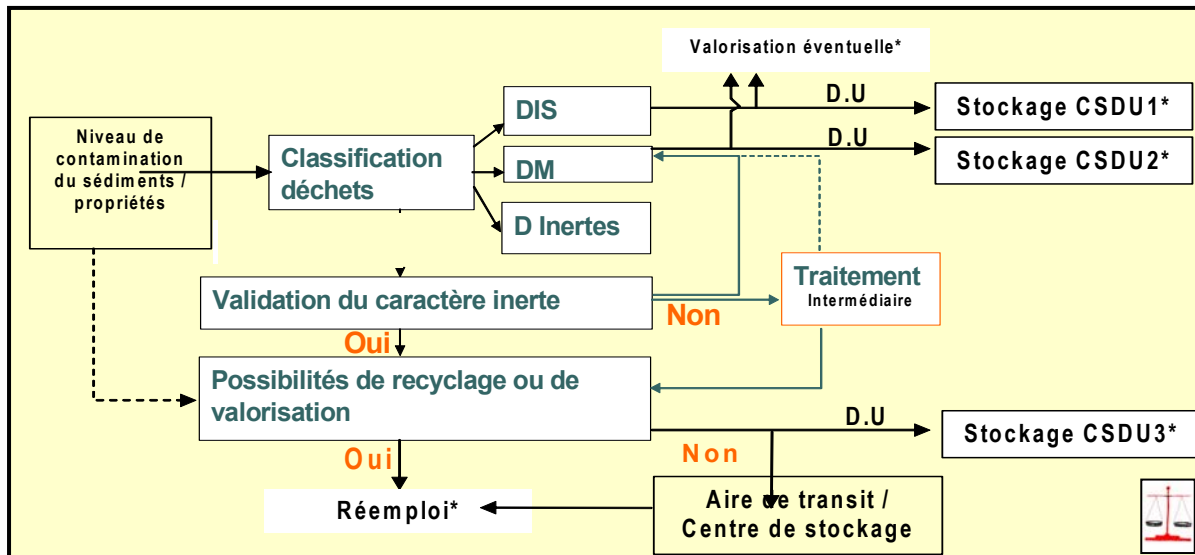 Valorisation éventuelle*
DIS
D.U
Stockage CSDU1*
Niveau de
contamination
du sédiments /
propriétés
Classification
déchets
DM
D.U
Stockage CSDU2*
D Inertes
Traitement
Intermédiaire
Validation du caractère inerte
Non
Oui
Possibilités de recyclage ou de
valorisation
D.U
Stockage CSDU3*
Oui
Non
Réemploi*
Aire de transit /
Centre de stockage